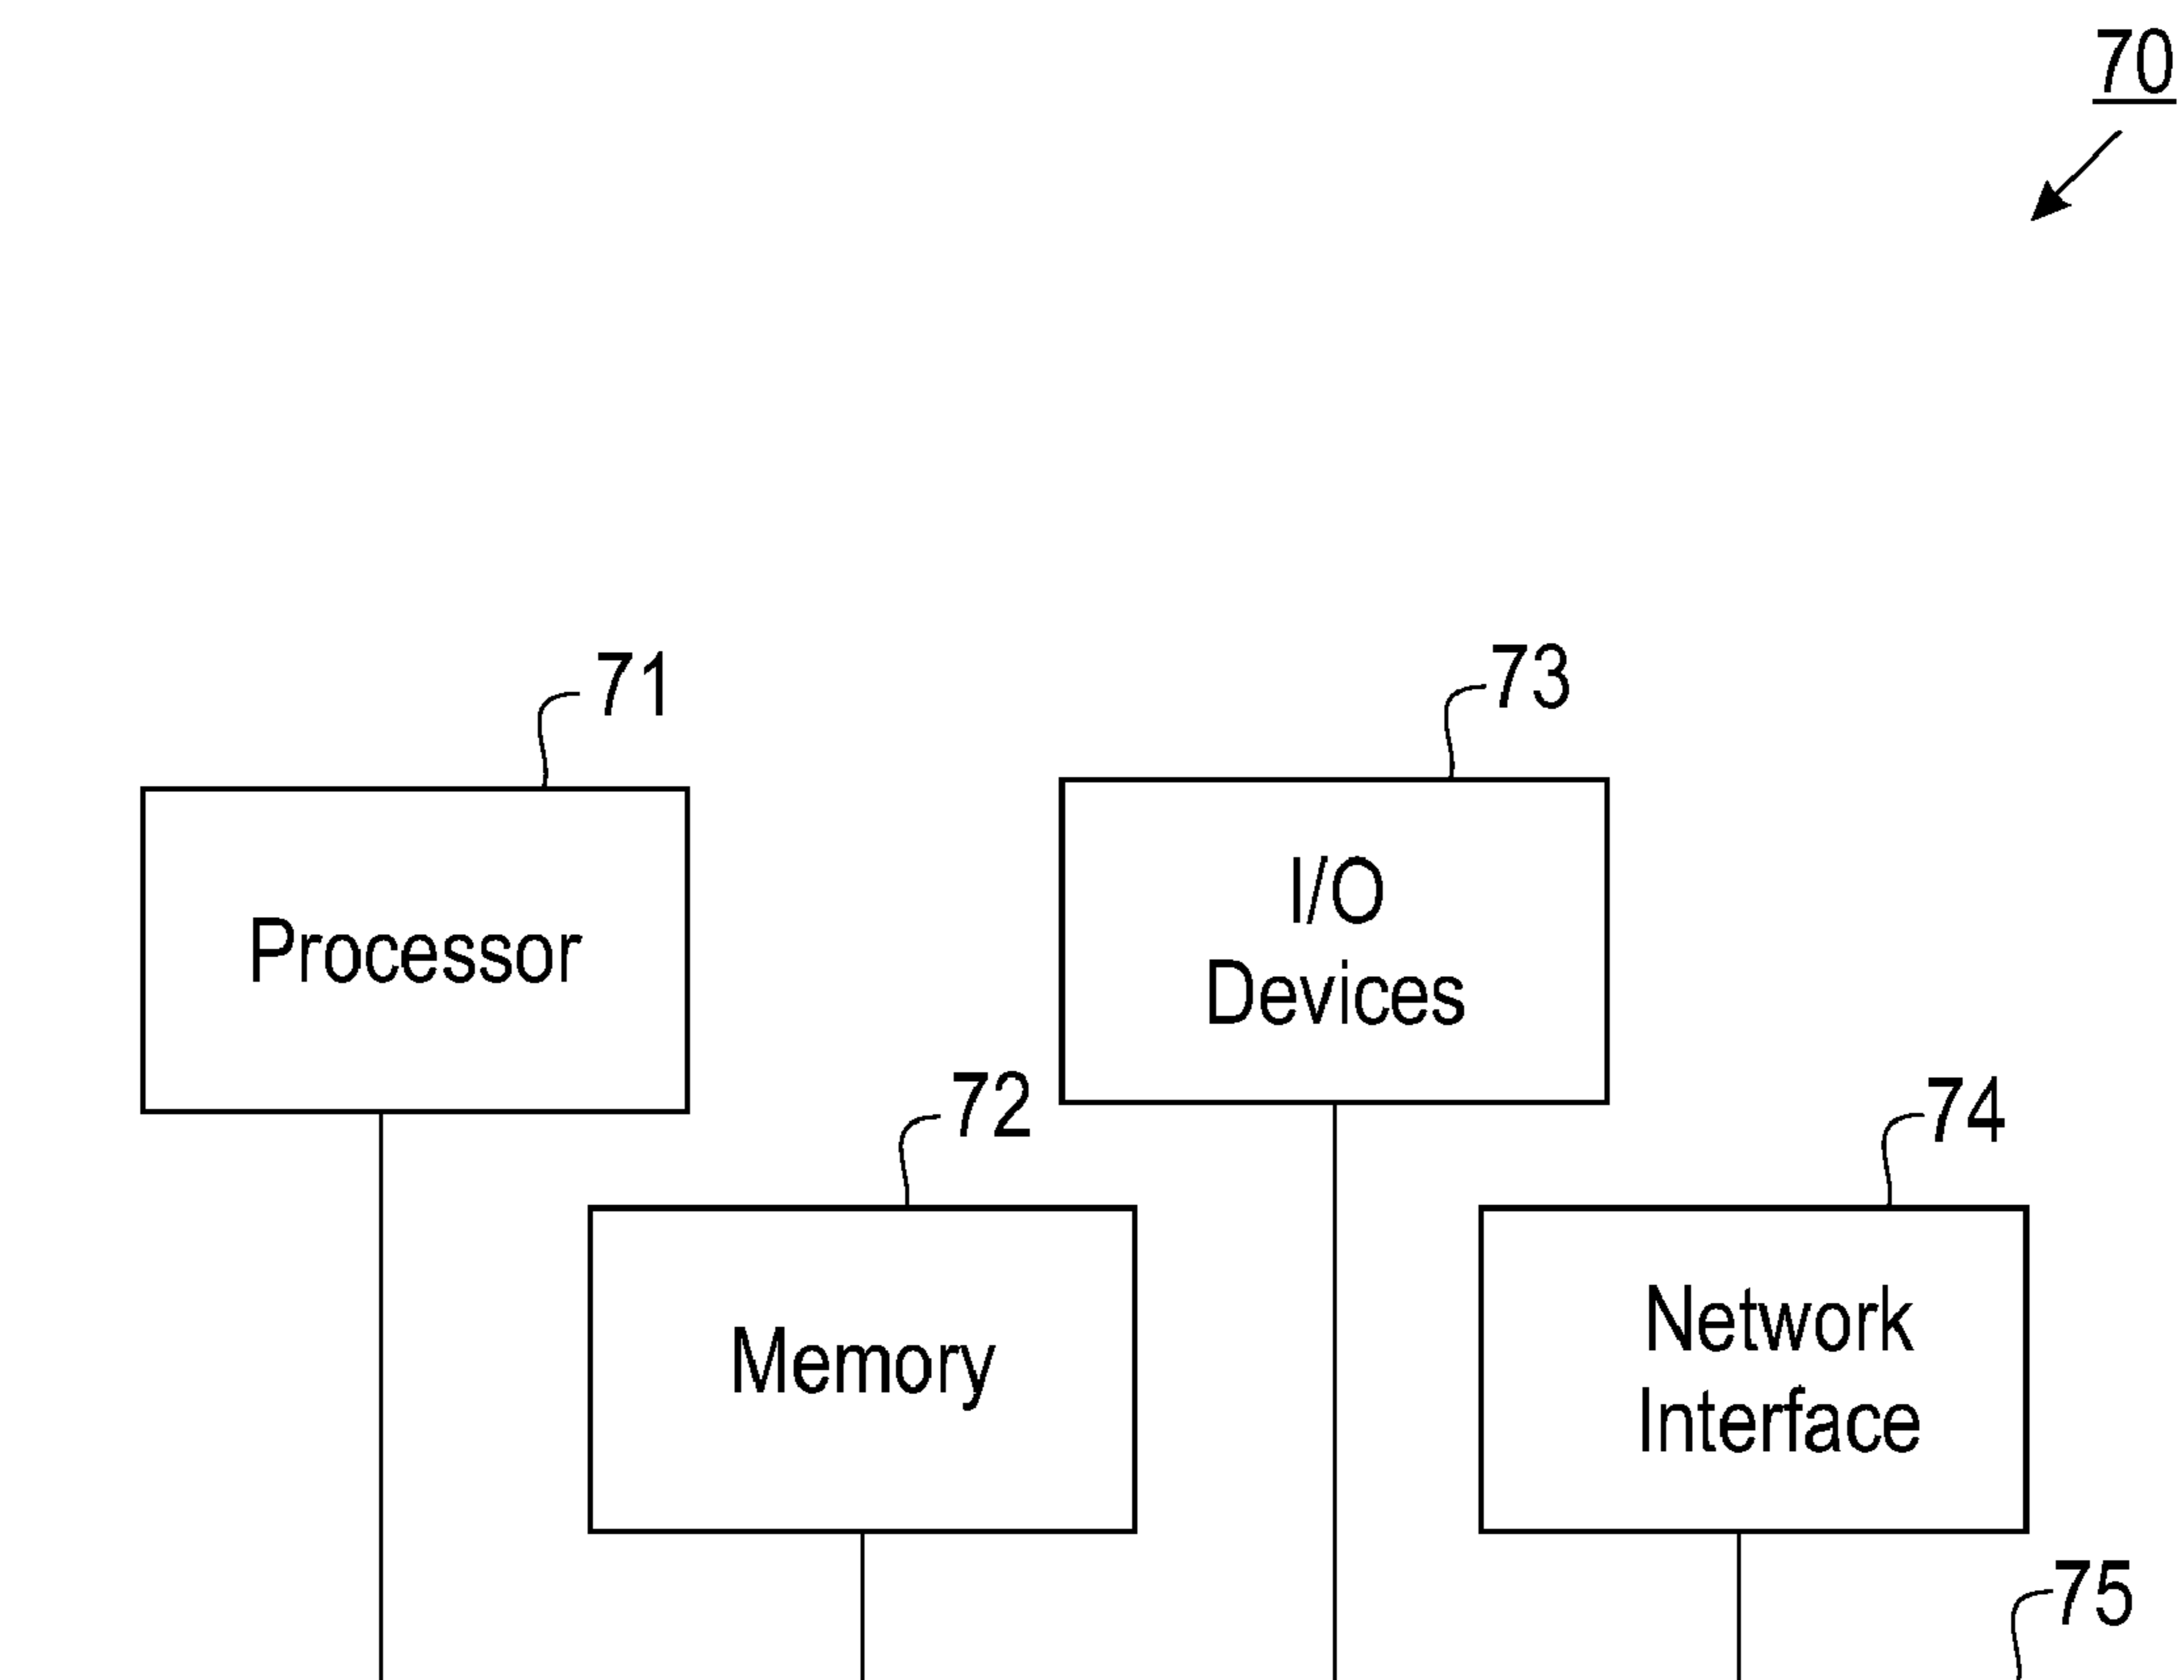 70
71
73
Processor
I/O
Devices
72
74
Memory
Network
Interface
75